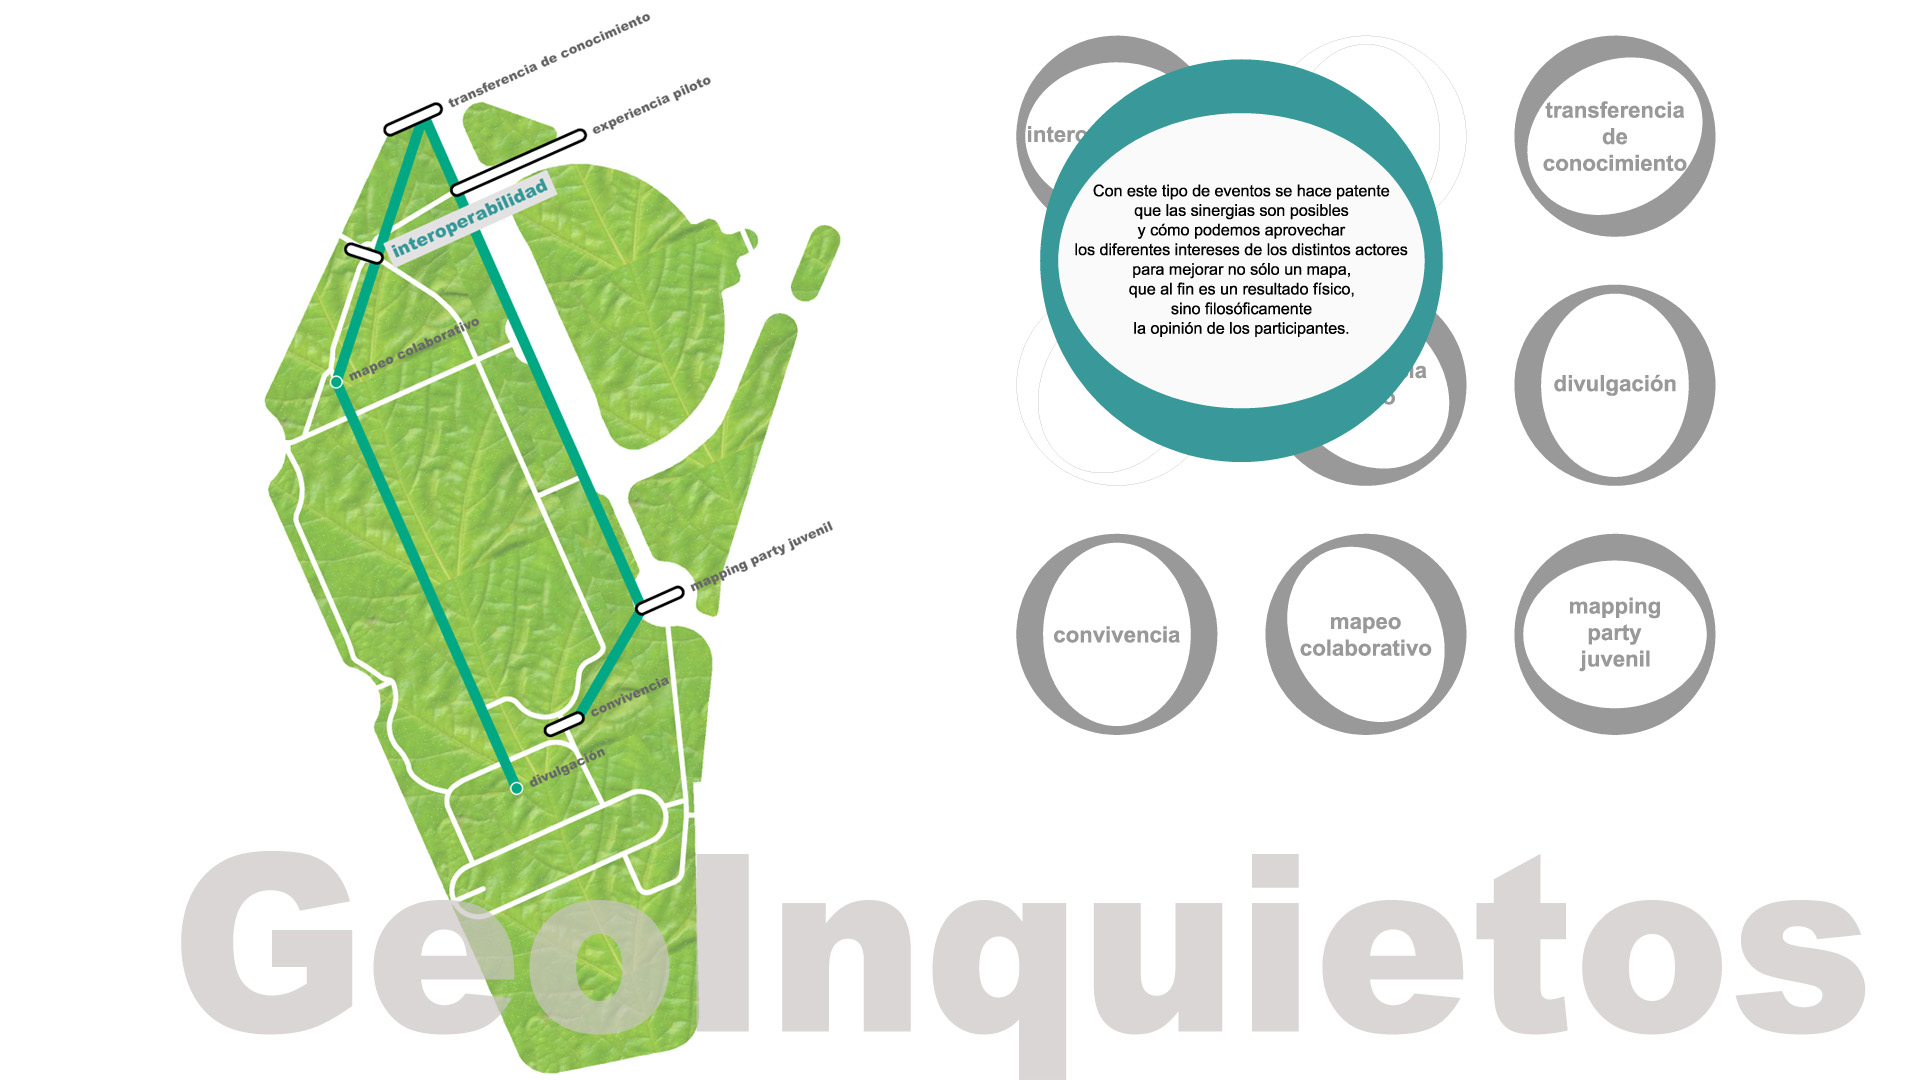 transferencia de conocimiento
experiencia piloto
interoperabilidad
mapeo colaborativo
mapping party juvenil
convivencia
divulgación
Con este tipo de eventos se hace patente
que las sinergias son posibles
y cómo podemos aprovechar
los diferentes intereses de los distintos actores
para mejorar no sólo un mapa,
que al fin es un resultado físico,
sino filosóficamente
la opinión de los participantes.
transferencia
de
conocimiento
divulgación
convivencia
mapeo
colaborativo
mapping
party
juvenil
GeoInquietos